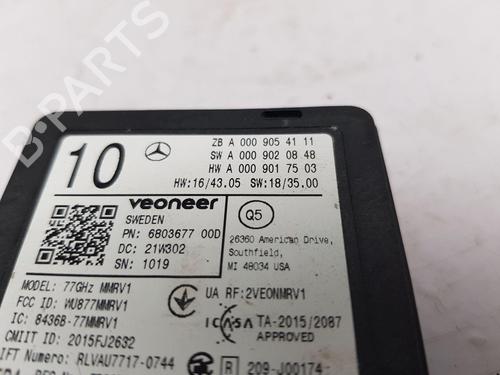 10
ZB A 000 905 41 11
SW A 000 902 08 48
HW A 000 901 75 03
HW:16/43.05 SW:18/35.00
veoneer
SWEDEN
PN: 6803677 00D
DC: 21W302
SN: 1019
Q5
26360 American Drive,
Southfield,
MI 48034 USA
MODEL: 77GHz MMRV1
FCC ID: WU877MMRV1
IC: 8436B-77MMRV1
CMIIT ID: 2015FJ2632
IFT Numero: RLVAU7717-0744
UA RF:2VEONMRV1
ICASA TA-2015/2087
APPROVED
R 209-J00174-
B-PARTS